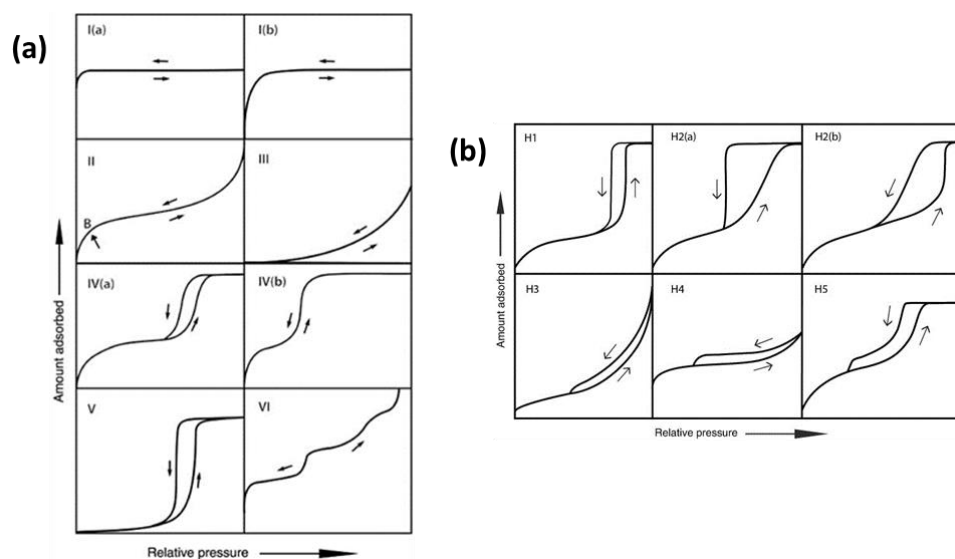 (a)
I(a)
I(b)
II
B
III
IV(a)
IV(b)
V
VI
Amount adsorbed
Relative pressure
(b)
H1
H2(a)
H2(b)
H3
H4
H5
Amount adsorbed
Relative pressure